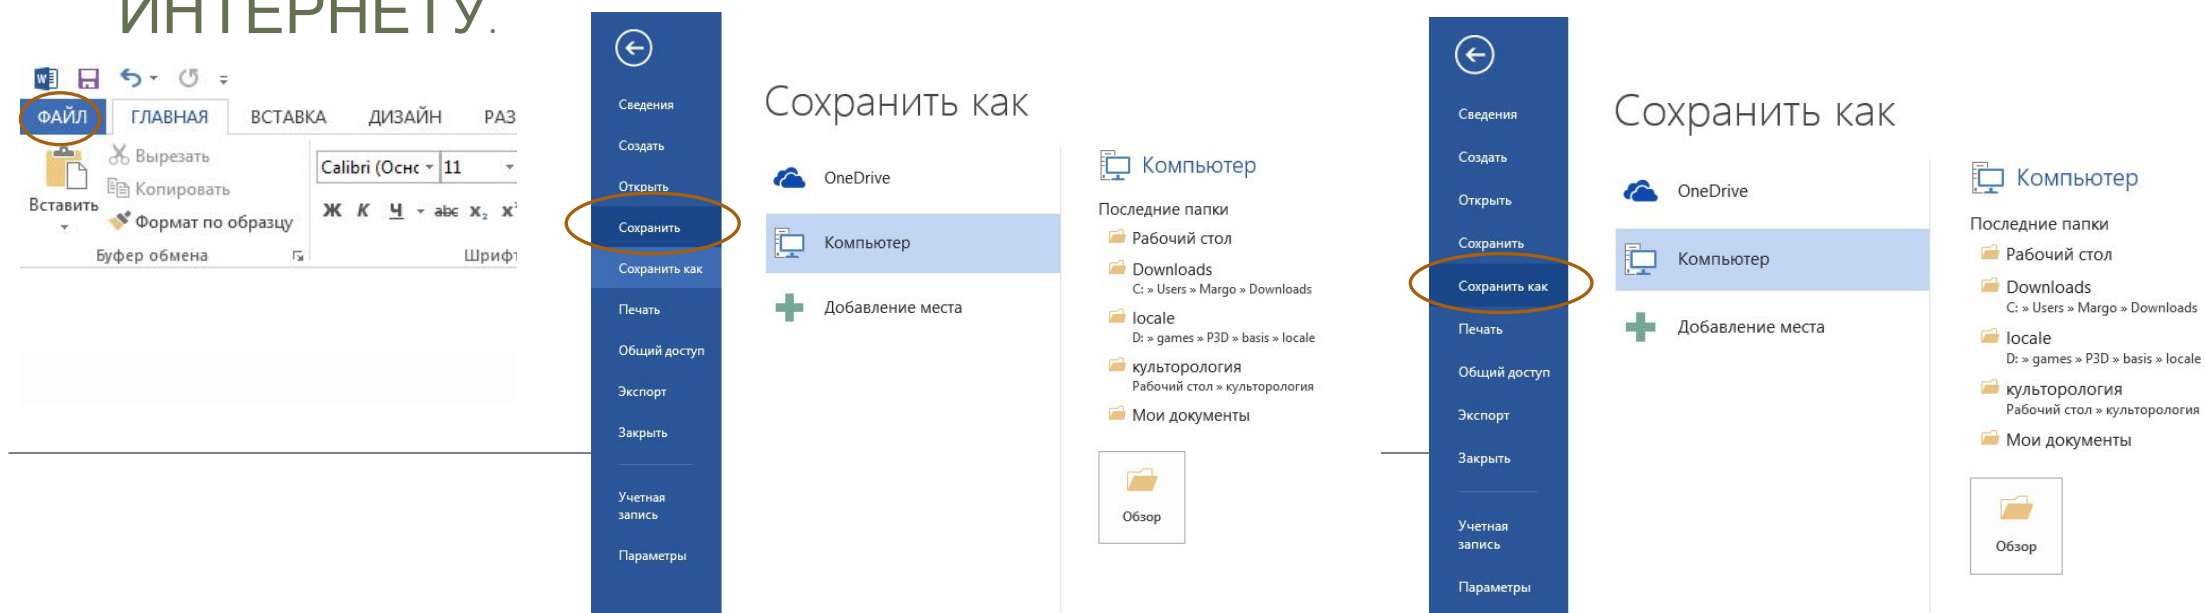 ИНТЕРНЕТУ.
ФАЙЛ ГЛАВНАЯ ВСТАВКА ДИЗАЙН РАЗ
Вырезать
Копировать
Формат по образцу
Вставить
Calibri (Оснс 11
Ж К Ч abc x₂ x
Буфер обмена
Шрифт
Сведения
Создать
Открыть
Сохранить
Сохранить как
Печать
Общий доступ
Экспорт
Закрыть
Учетная
запись
Параметры
Сохранить как
OneDrive
Компьютер
Добавление места
Компьютер
Последние папки
Рабочий стол
Downloads
C: » Users » Margo » Downloads
locale
D: » games » P3D » basis » locale
культорология
Рабочий стол » культорология
Мои документы
Обзор
Сведения
Создать
Открыть
Сохранить
Сохранить как
Печать
Общий доступ
Экспорт
Закрыть
Учетная
запись
Параметры
Сохранить как
OneDrive
Компьютер
Добавление места
Компьютер
Последние папки
Рабочий стол
Downloads
C: » Users » Margo » Downloads
locale
D: » games » P3D » basis » locale
культорология
Рабочий стол » культорология
Мои документы
Обзор